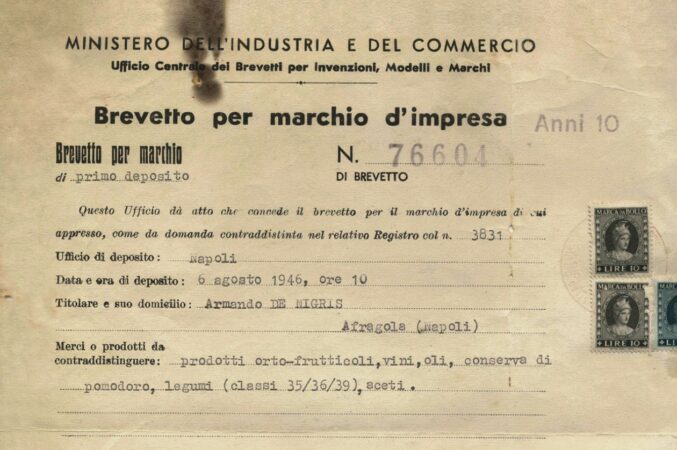 MINISTERO DELL'INDUSTRIA E DEL COMMERCIO
Ufficio Centrale dei Brevetti per Invenzioni, Modelli e Marchi
Brevetto per marchio d'impresa
Anni 10
Brevetto per marchio
N. 76604
di primo deposito
DI BREVETTO
Questo Ufficio dà atto che concede il brevetto per il marchio d'impresa di cui
appresso, come da domanda contraddistinta nel relativo Registro col n. 3831
Ufficio di deposito: Napoli
Data e ora di deposito: 6 agosto 1946, ore 10
Titolare e suo domicilio: Armando DE NIGRIS
Afragola (Napoli)
Merci o prodotti da
contraddistinguere: prodotti orto-frutticoli, vini, oli, conserva di
pomodoro, legumi (classi 35/36/39), aceti.
MARCA DA BOLLO
LIRE 10
MARCA DA BOLLO
LIRE 10